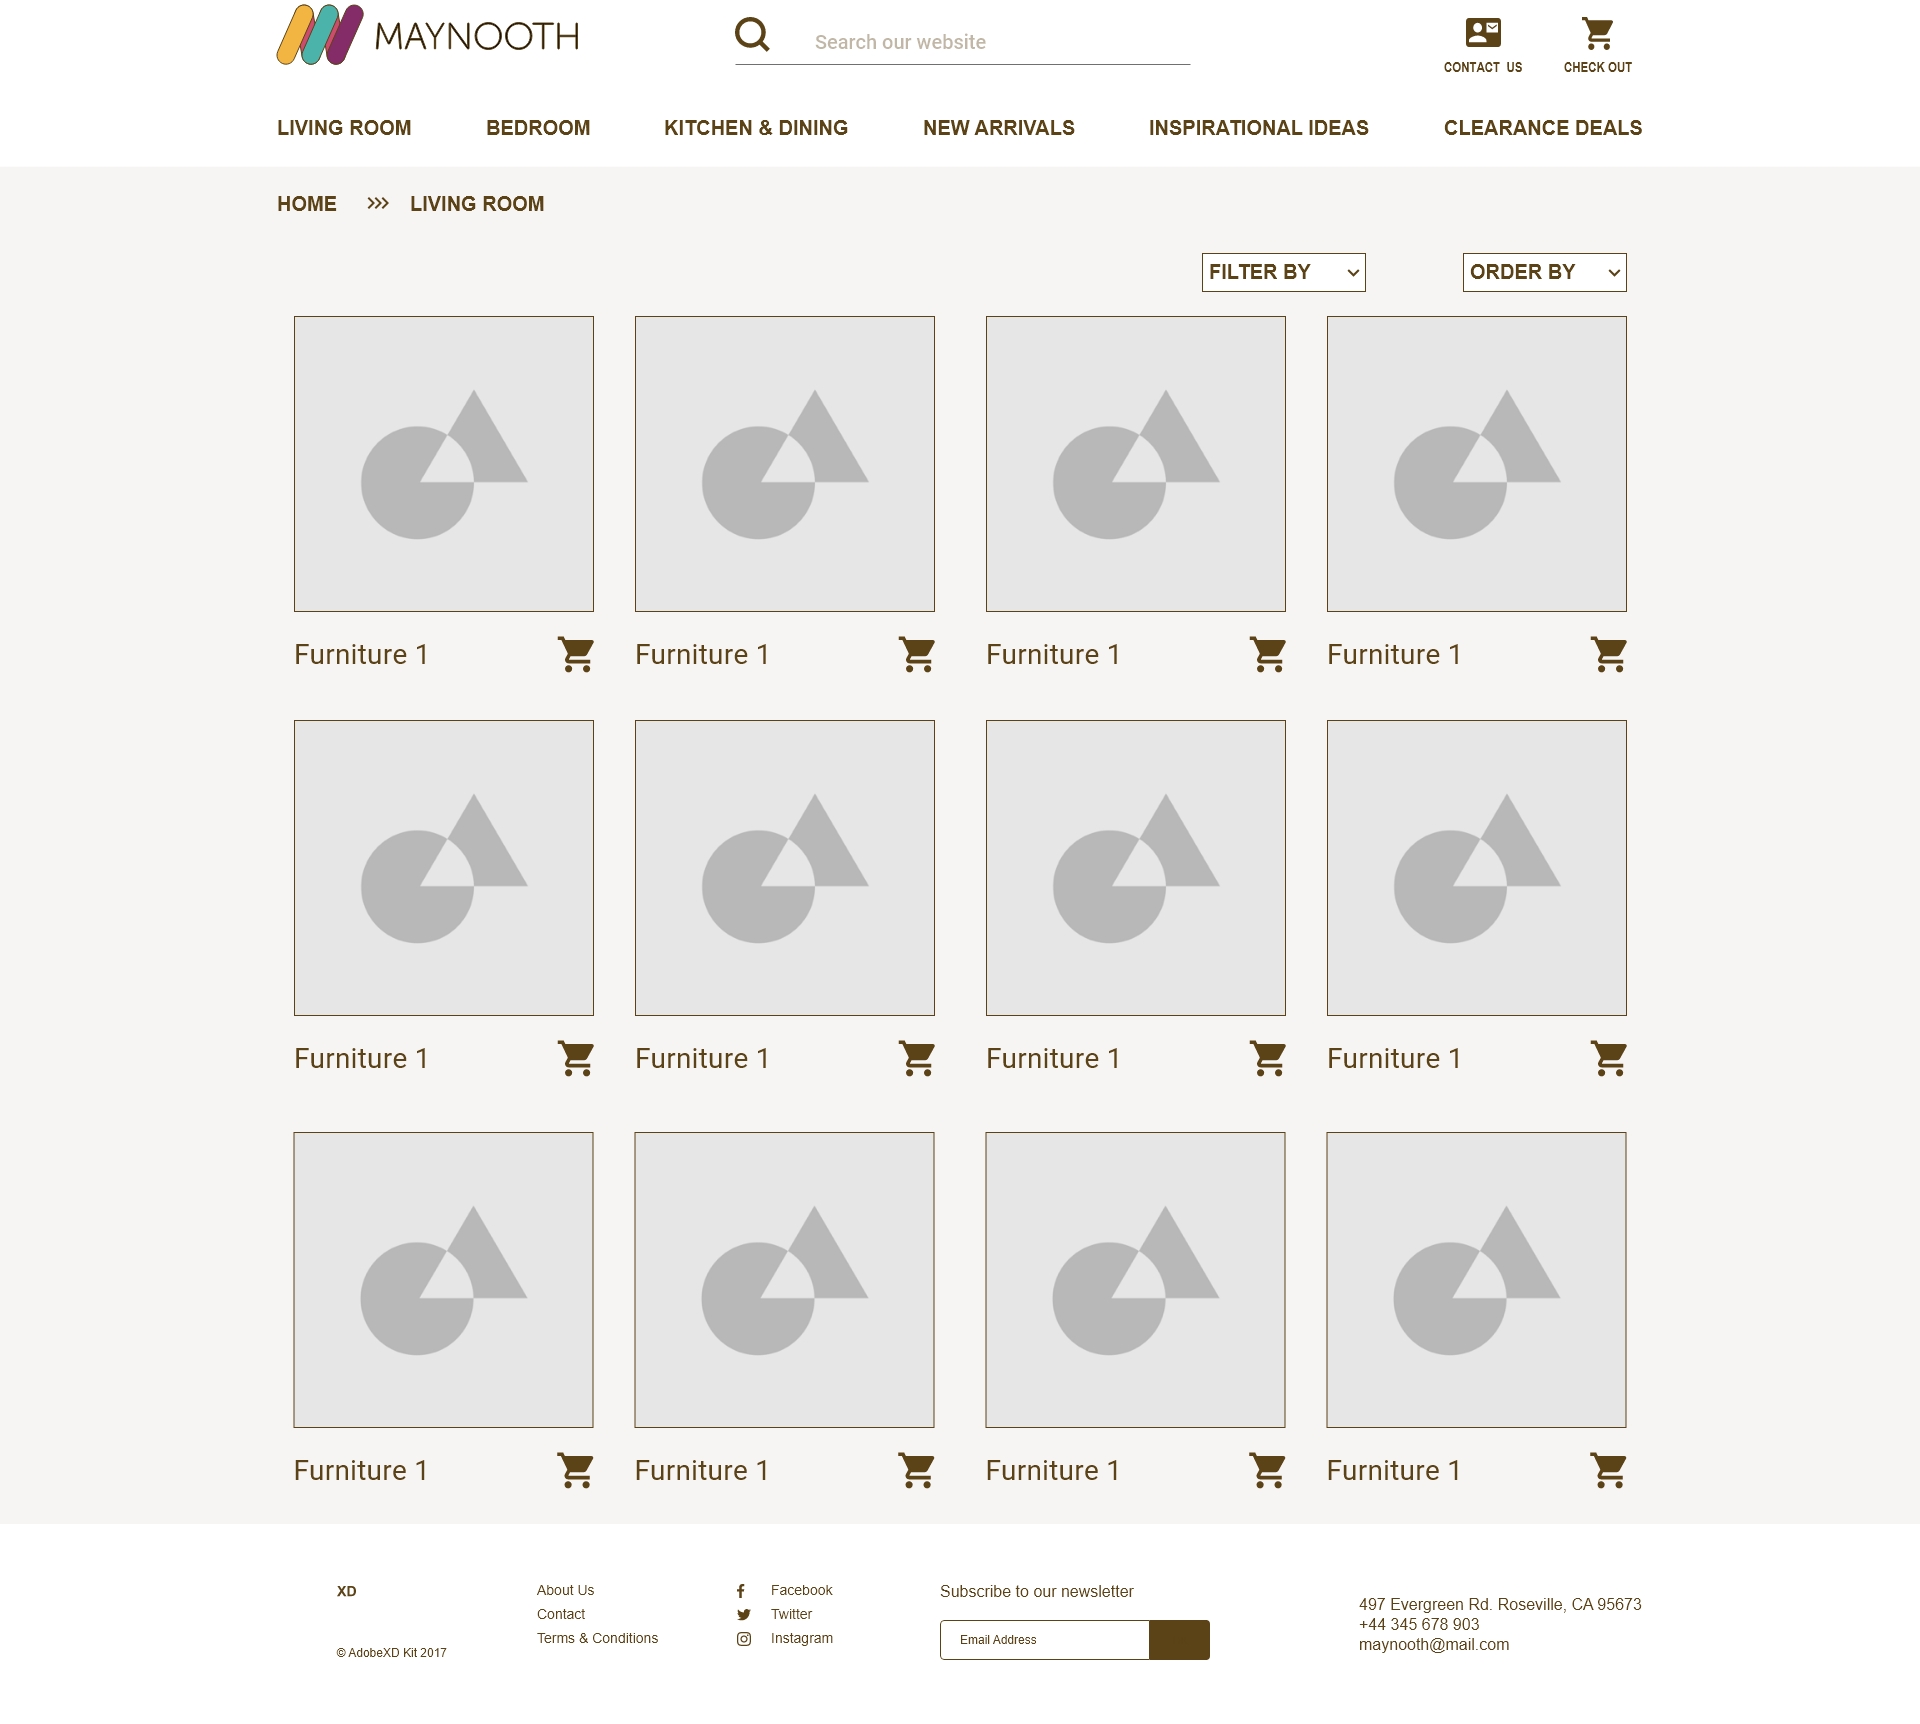 MAYNOOTH
Search our website
CONTACT US
CHECK OUT
LIVING ROOM
BEDROOM
KITCHEN & DINING
NEW ARRIVALS
INSPIRATIONAL IDEAS
CLEARANCE DEALS
HOME
LIVING ROOM
FILTER BY
ORDER BY
Furniture 1
Furniture 1
Furniture 1
Furniture 1
Furniture 1
Furniture 1
Furniture 1
Furniture 1
Furniture 1
Furniture 1
Furniture 1
Furniture 1
XD
© AdobeXD Kit 2017
About Us
Contact
Terms & Conditions
Facebook
Twitter
Instagram
Subscribe to our newsletter
Email Address
497 Evergreen Rd. Roseville, CA 95673
+44 345 678 903
maynooth@mail.com